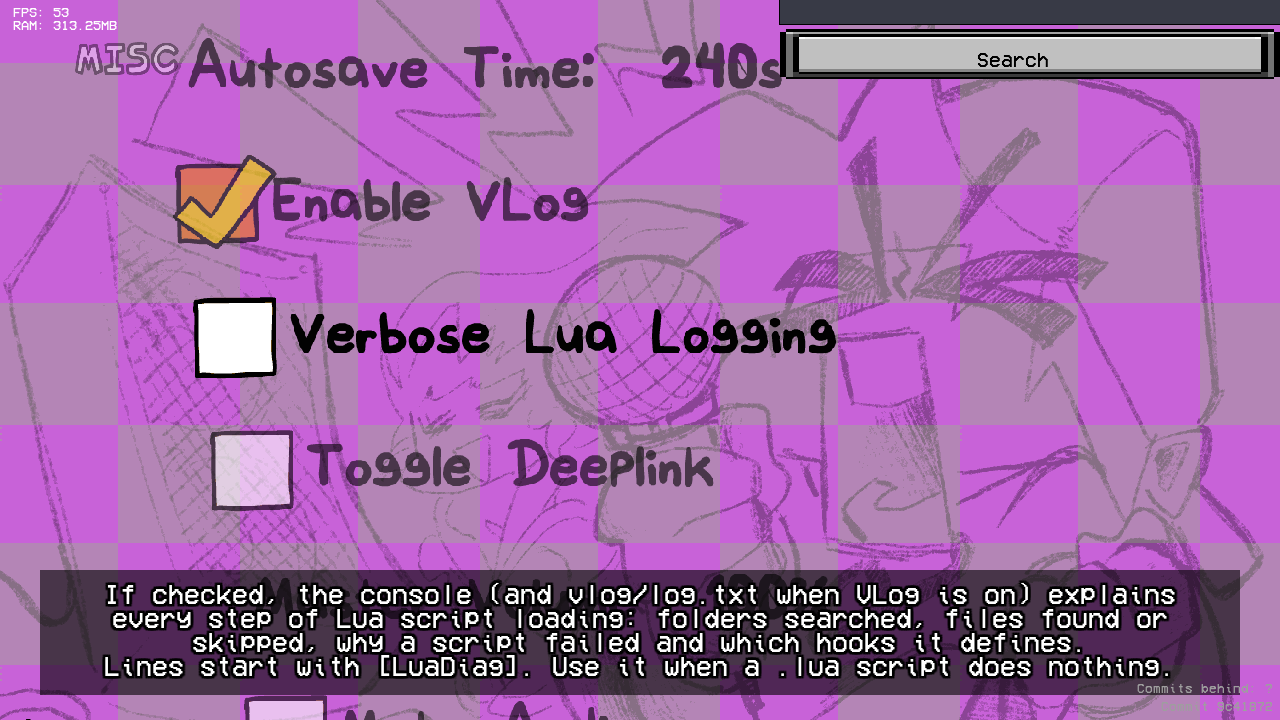 FPS: 53
RAM: 313.25MB
MISC
Autosave Time: 240s
Search
Enable VLog
Verbose Lua Logging
Toggle Deeplink
If checked, the console (and vlog/log.txt when VLog is on) explains
every step of Lua script loading: folders searched, files found or
skipped, why a script failed and which hooks it defines.
Lines start with [LuaDiag]. Use it when a .lua script does nothing.
Commits behind: ?
Commit 9c41872